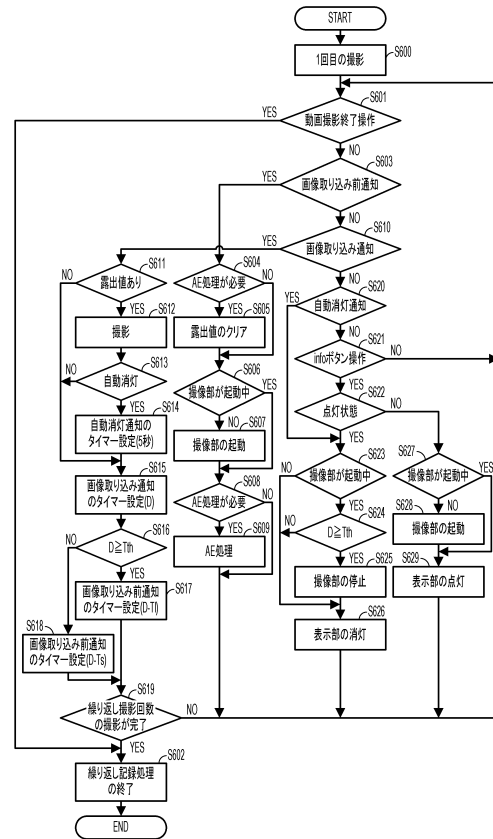 START
1回目の撮影
S600
S601
動画撮影終了操作
YES
NO
S603
画像取り込み前通知
YES
NO
S610
画像取り込み通知
YES
NO
S611
露出値あり
NO
YES
S612
撮影
S613
自動消灯
NO
YES
S614
自動消灯通知の
タイマー設定(5秒)
S615
画像取り込み通知
のタイマー設定(D)
S616
D≧Tth
NO
YES
S617
画像取り込み前通知
のタイマー設定(D-Tl)
S618
画像取り込み前通知
のタイマー設定(D-Ts)
S619
繰り返し撮影回数
の撮影が完了
NO
YES
S602
繰り返し記録処理
の終了
END
S604
AE処理が必要
NO
YES
S605
露出値のクリア
S606
撮像部が起動中
YES
NO
S607
撮像部の起動
S608
AE処理が必要
NO
YES
S609
AE処理
S620
自動消灯通知
YES
NO
S621
infoボタン操作
NO
YES
S622
点灯状態
NO
YES
S623
撮像部が起動中
NO
YES
S624
D≧Tth
NO
YES
S625
撮像部の停止
S626
表示部の消灯
S627
撮像部が起動中
YES
NO
S628
撮像部の起動
S629
表示部の点灯